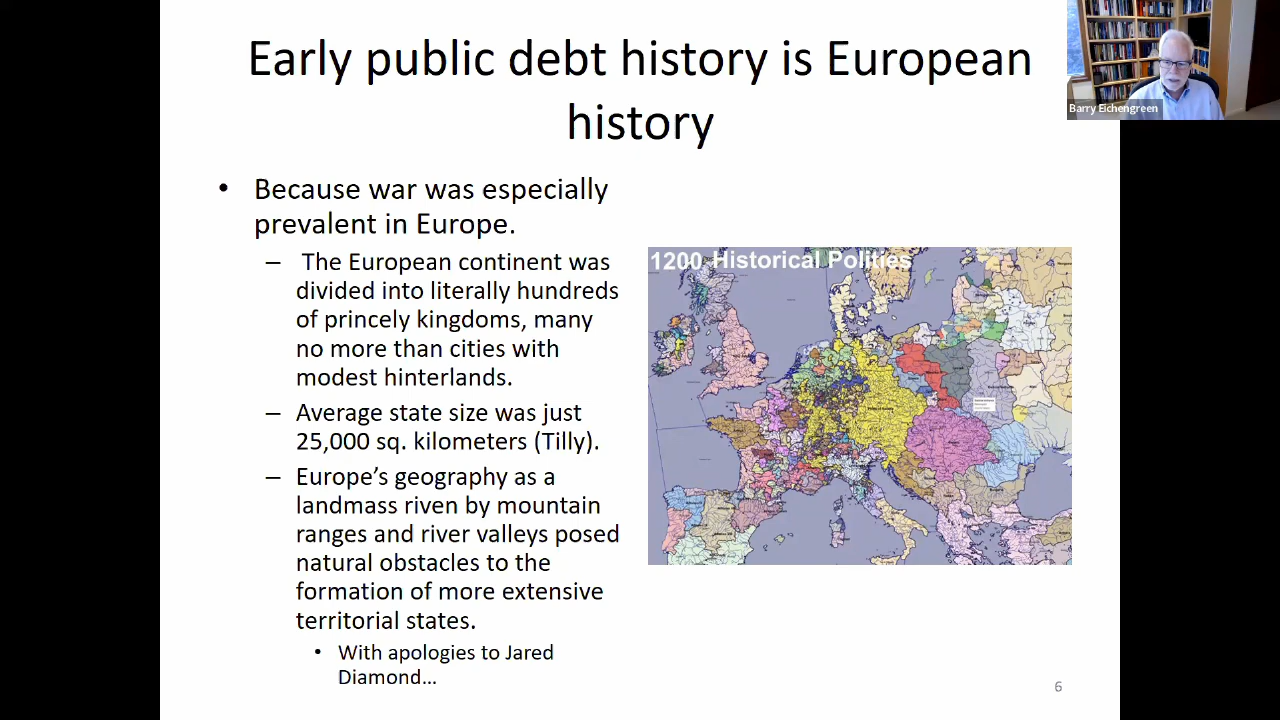 Early public debt history is European
history
Barry Eichengreen
• Because war was especially
prevalent in Europe.
– The European continent was
divided into literally hundreds
of princely kingdoms, many
no more than cities with
modest hinterlands.
– Average state size was just
25,000 sq. kilometers (Tilly).
– Europe’s geography as a
landmass riven by mountain
ranges and river valleys posed
natural obstacles to the
formation of more extensive
territorial states.
• With apologies to Jared
Diamond…
1200 Historical Polities
6